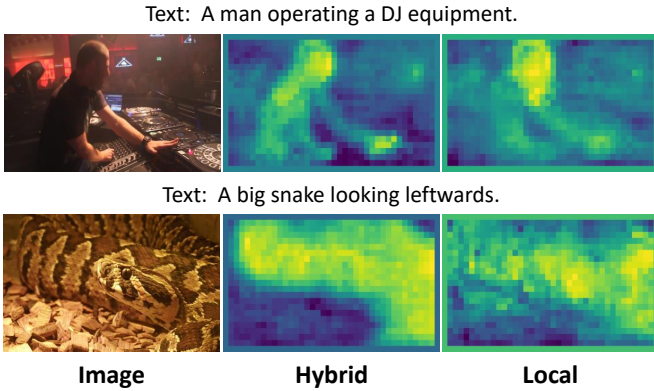 Text: A man operating a DJ equipment.
Text: A big snake looking leftwards.
Image Hybrid Local